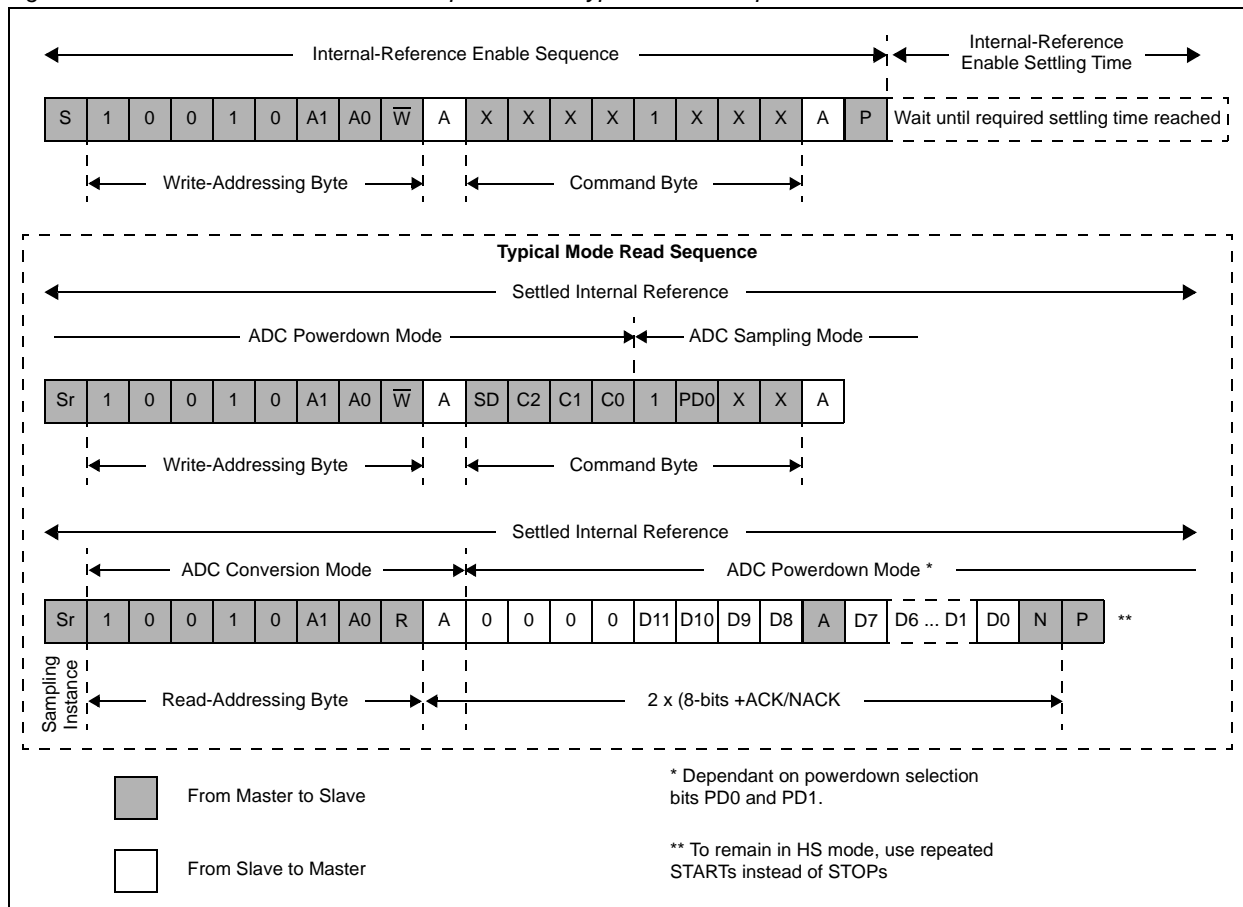 Internal-Reference Enable Sequence
Internal-Reference
Enable Settling Time
S 1 0 0 1 0 A1 A0 W̅ A X X X X 1 X X X A P Wait until required settling time reached
Write-Addressing Byte Command Byte
Typical Mode Read Sequence
Settled Internal Reference
ADC Powerdown Mode ADC Sampling Mode
Sr 1 0 0 1 0 A1 A0 W̅ A SD C2 C1 C0 1 PD0 X X A
Write-Addressing Byte Command Byte
Settled Internal Reference
ADC Conversion Mode ADC Powerdown Mode *
Sr 1 0 0 1 0 A1 A0 R A 0 0 0 0 D11 D10 D9 D8 A D7 D6 ... D1 D0 N P **
Sampling
Instance
Read-Addressing Byte 2 x (8-bits +ACK/NACK
From Master to Slave
* Dependant on powerdown selection
bits PD0 and PD1.
From Slave to Master
** To remain in HS mode, use repeated
STARTs instead of STOPs